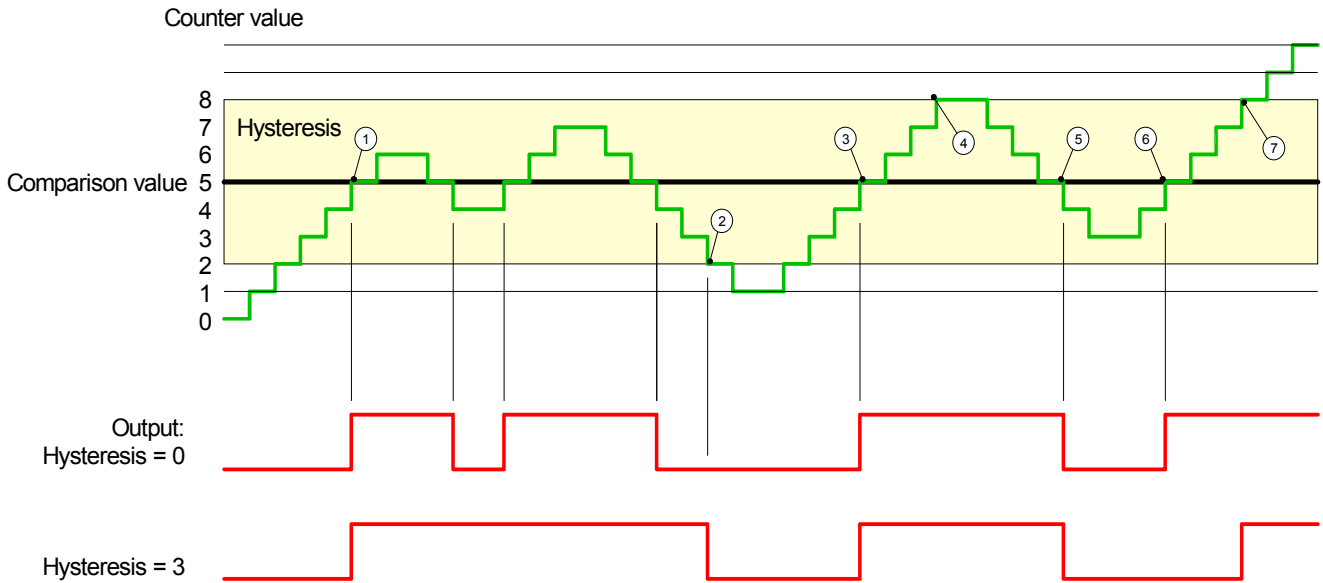 Counter value
8
7
Hysteresis
1
3
4
5
6
7
6
Comparison value 5
4
3
2
2
1
0
Output:
Hysteresis = 0
Hysteresis = 3